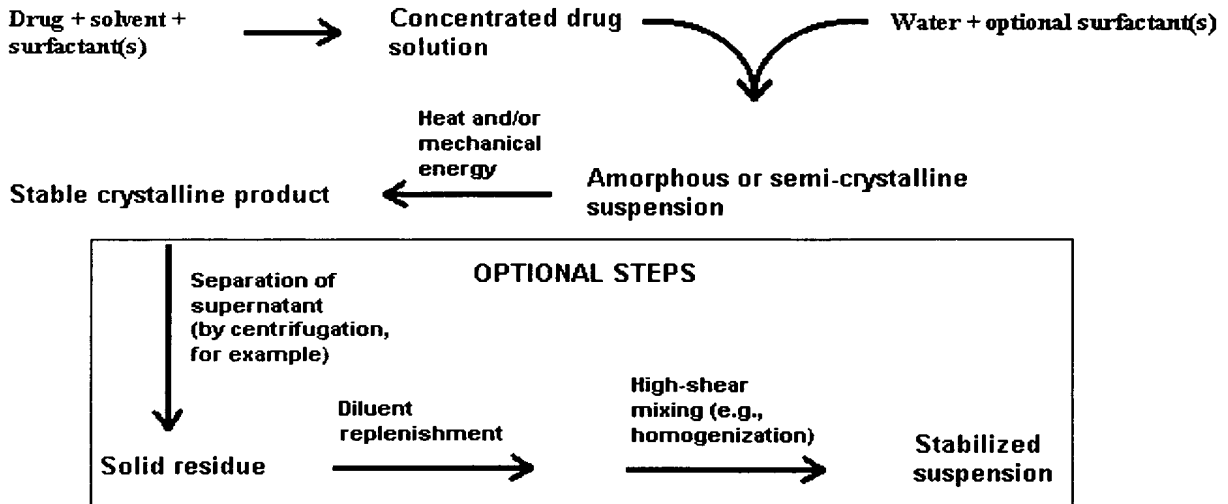 Drug + solvent +
surfactant(s)
Concentrated drug
solution
Water + optional surfactant(s)
Heat and/or
mechanical
energy
Stable crystalline product
Amorphous or semi-crystalline
suspension
OPTIONAL STEPS
Separation of
supernatant
(by centrifugation,
for example)
Solid residue
Diluent
replenishment
High-shear
mixing (e.g.,
homogenization)
Stabilized
suspension